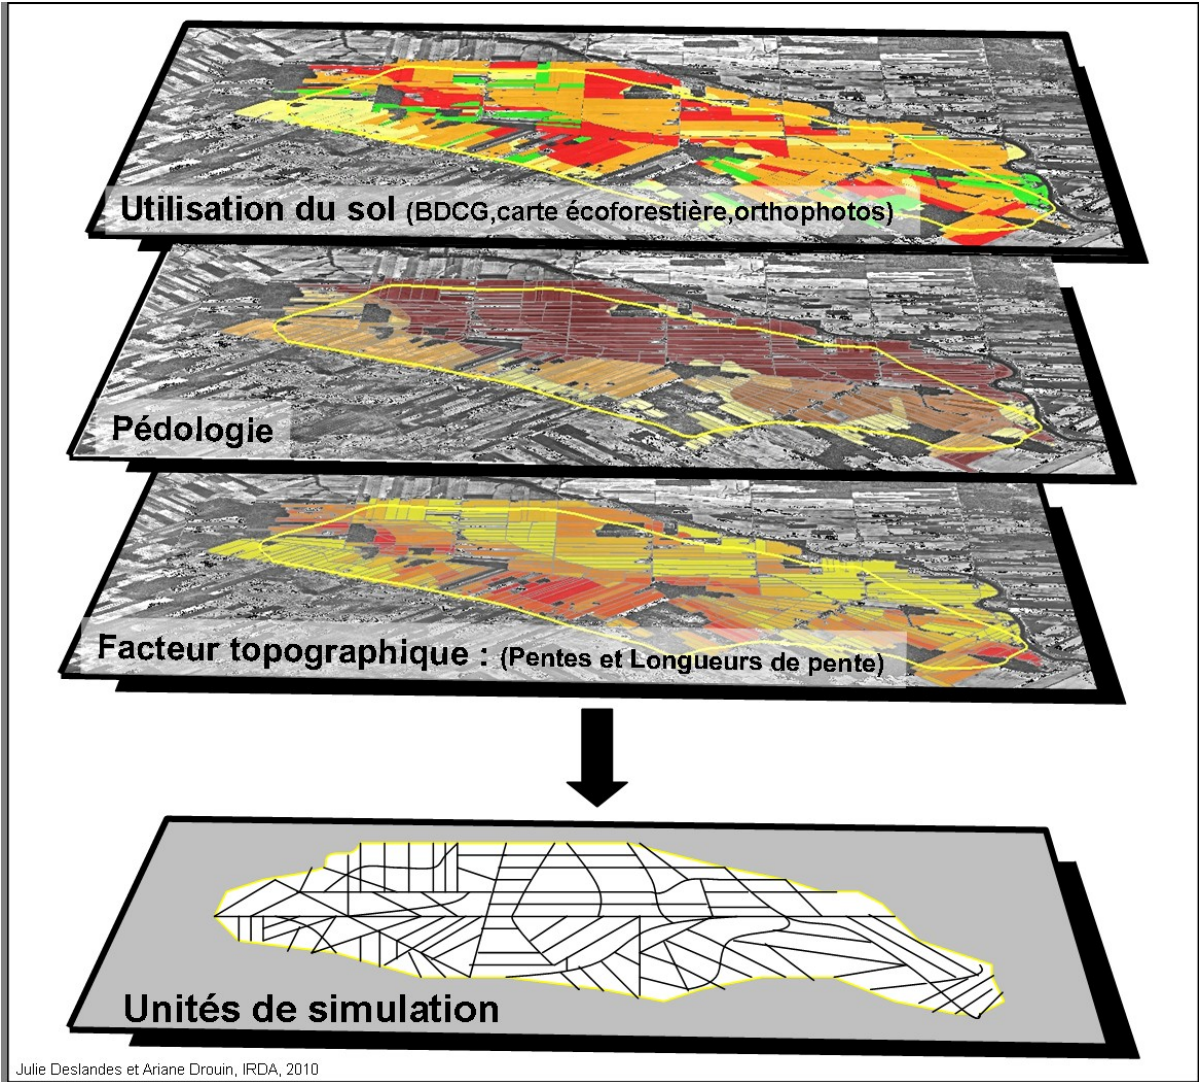 Utilisation du sol (BDCG,carte écoforestière,orthophotos)
Pédologie
Facteur topographique : (Pentes et Longueurs de pente)
Unités de simulation
Julie Deslandes et Ariane Drouin, IRDA, 2010